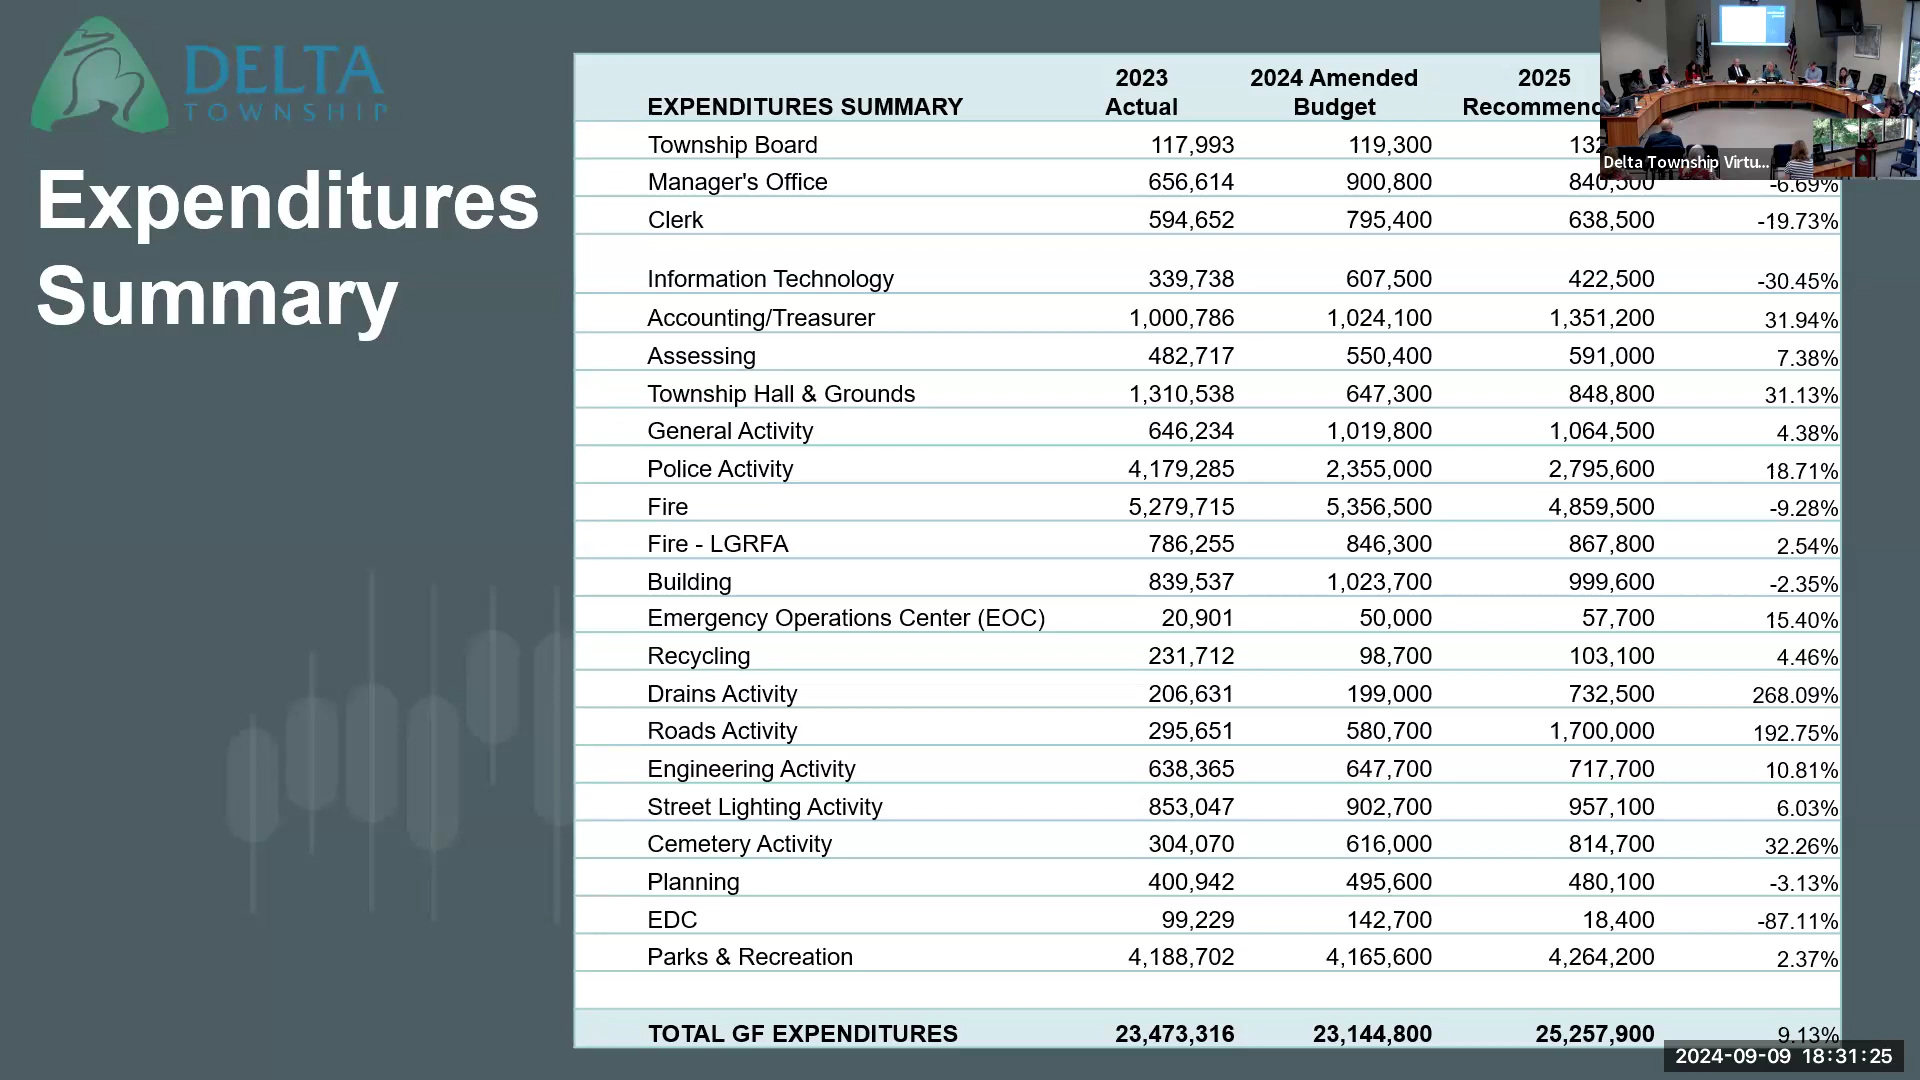 DELTA
TOWNSHIP
Expenditures
Summary
EXPENDITURES SUMMARY 2023 Actual 2024 Amended Budget 2025
Township Board 117,993 119,300
Manager's Office 656,614 900,800 840,500 -6.69%
Clerk 594,652 795,400 638,500 -19.73%
Information Technology 339,738 607,500 422,500 -30.45%
Accounting/Treasurer 1,000,786 1,024,100 1,351,200 31.94%
Assessing 482,717 550,400 591,000 7.38%
Township Hall & Grounds 1,310,538 647,300 848,800 31.13%
General Activity 646,234 1,019,800 1,064,500 4.38%
Police Activity 4,179,285 2,355,000 2,795,600 18.71%
Fire 5,279,715 5,356,500 4,859,500 -9.28%
Fire - LGRFA 786,255 846,300 867,800 2.54%
Building 839,537 1,023,700 999,600 -2.35%
Emergency Operations Center (EOC) 20,901 50,000 57,700 15.40%
Recycling 231,712 98,700 103,100 4.46%
Drains Activity 206,631 199,000 732,500 268.09%
Roads Activity 295,651 580,700 1,700,000 192.75%
Engineering Activity 638,365 647,700 717,700 10.81%
Street Lighting Activity 853,047 902,700 957,100 6.03%
Cemetery Activity 304,070 616,000 814,700 32.26%
Planning 400,942 495,600 480,100 -3.13%
EDC 99,229 142,700 18,400 -87.11%
Parks & Recreation 4,188,702 4,165,600 4,264,200 2.37%
TOTAL GF EXPENDITURES 23,473,316 23,144,800 25,257,900 9.13%
Delta Township Virtu...
2024-09-09 18:31:25